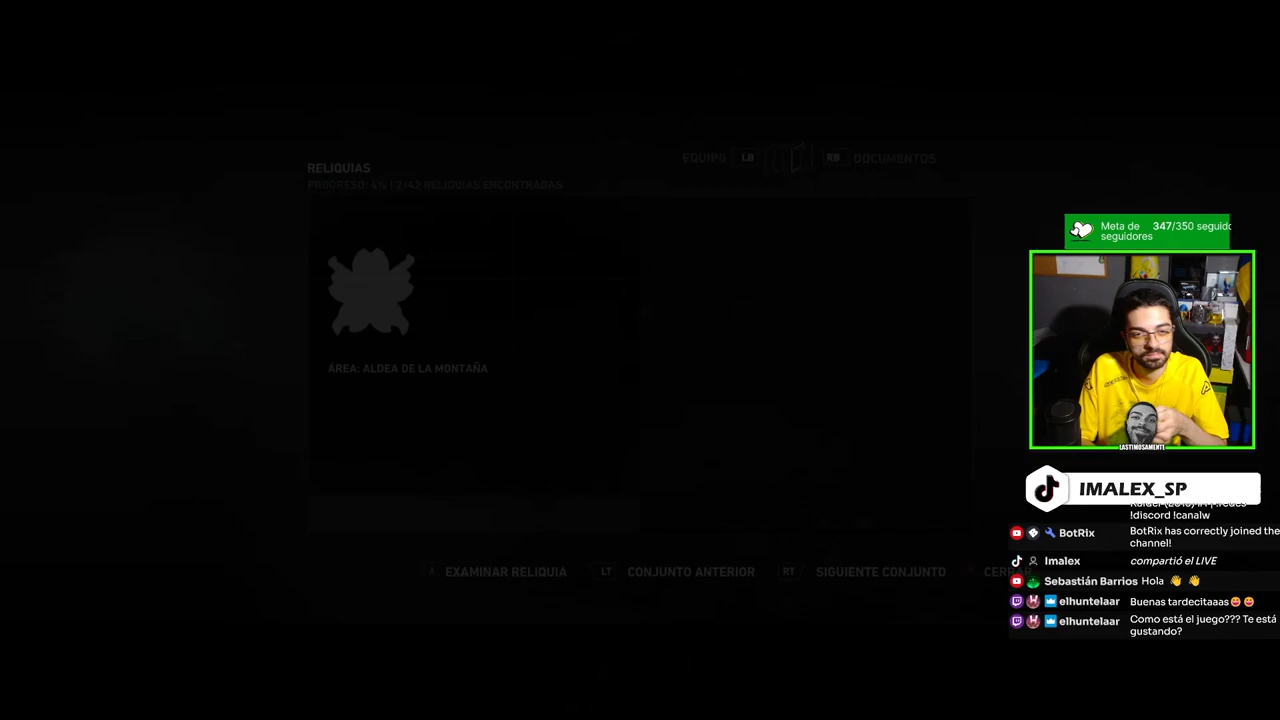 EQUIPO LB RB DOCUMENTOS
RELIQUIAS
PROGRESO: 4% | 2/42 RELIQUIAS ENCONTRADAS
ÁREA: ALDEA DE LA MONTAÑA
A EXAMINAR RELIQUIA LT CONJUNTO ANTERIOR RT SIGUIENTE CONJUNTO CERRAR
Meta de
seguidores
347/350 seguido
LASTIMOSAMENTE
IMALEX_SP
!discord !canalw
BotRix BotRix has correctly joined the
channel!
Imalex compartió el LIVE
Sebastián Barrios Hola 👋 👋
elhuntelaar Buenas tardecitaaas😛 😛
elhuntelaar Como está el juego??? Te está
gustando?